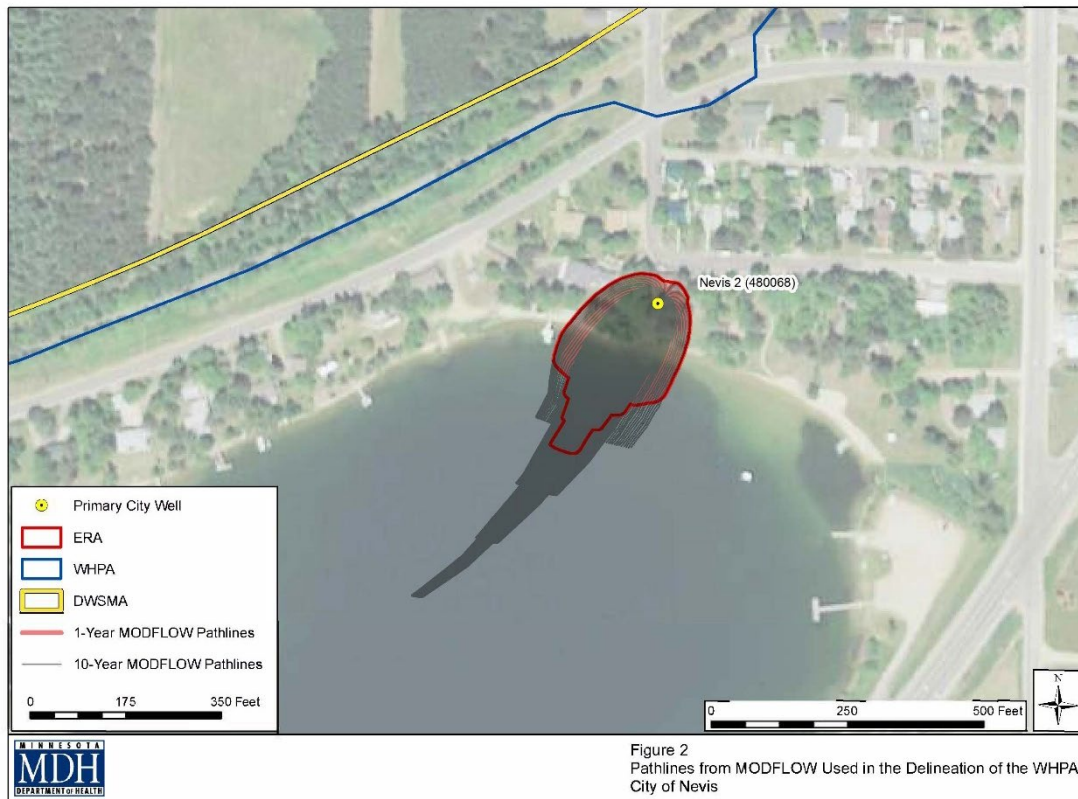 Nevis 2 (480068)
Primary City Well
ERA
WHPA
DWSMA
1-Year MODFLOW Pathlines
10-Year MODFLOW Pathlines
0 175 350 Feet
0 250 500 Feet
N
MINNESOTA
MDH
DEPARTMENT of HEALTH
Figure 2
Pathlines from MODFLOW Used in the Delineation of the WHPA
City of Nevis